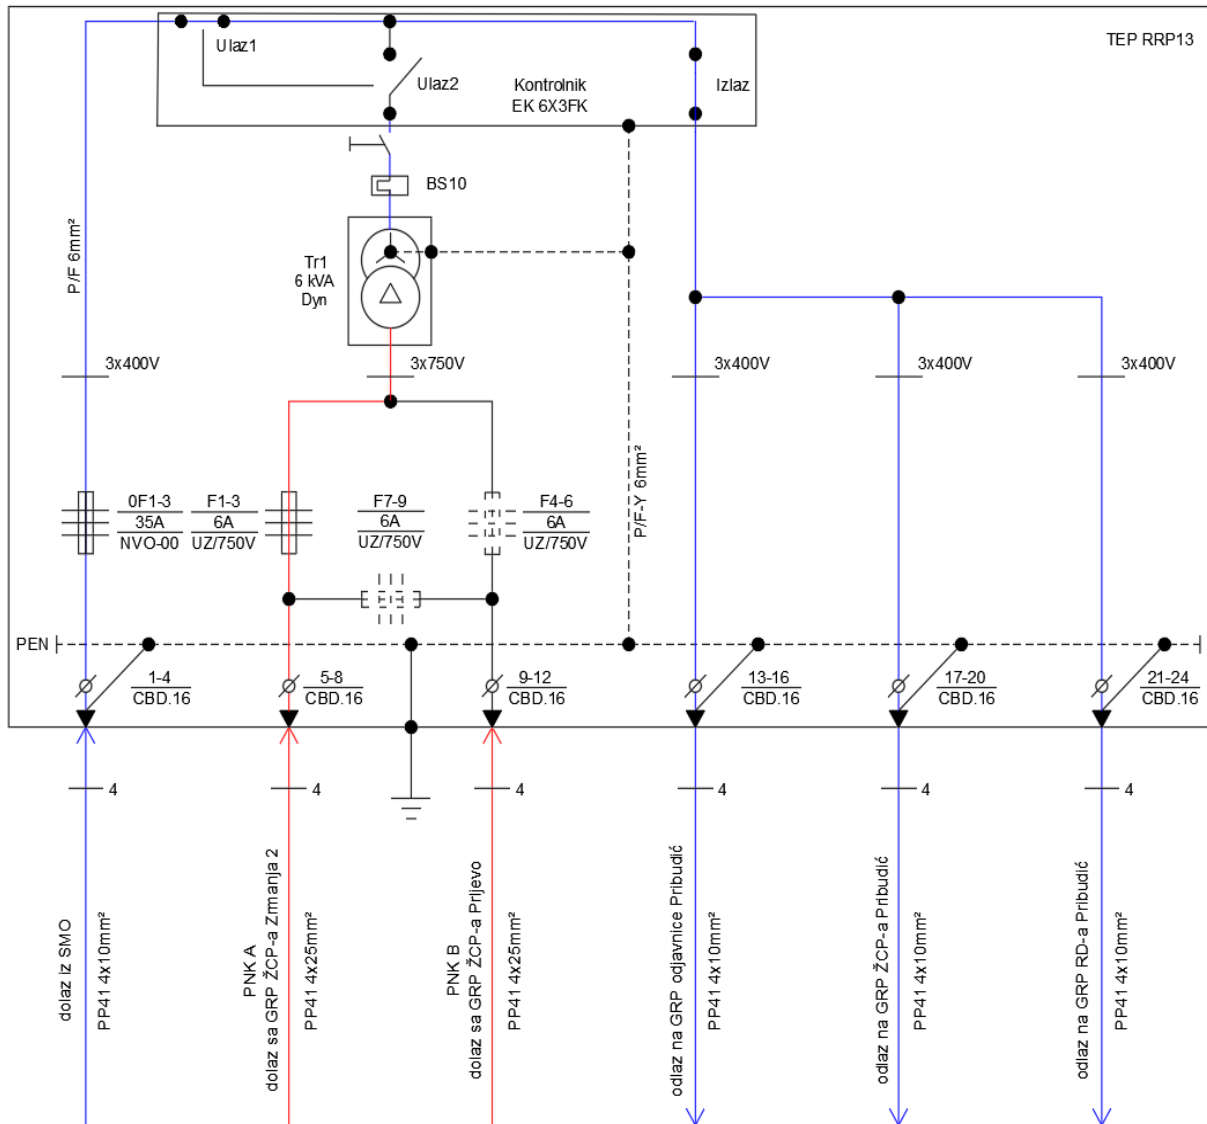 TEP RRP13
Ulaz1
Ulaz2
Kontrolnik
EK 6X3FK
Izlaz
BS10
P/F 6mm²
Tr1
6 kVA
Dyn
3x400V
3x750V
3x400V
3x400V
3x400V
P/F-Y 6mm²
0F1-3
35A
NVO-00
F1-3
6A
UZ/750V
F7-9
6A
UZ/750V
F4-6
6A
UZ/750V
PEN
1-4
CBD.16
5-8
CBD.16
9-12
CBD.16
13-16
CBD.16
17-20
CBD.16
21-24
CBD.16
4
4
4
4
4
4
dolaz iz SMO
PP41 4x10mm²
PNK A
dolaz sa GRP ŽCP-a Zrmanja 2
PP41 4x25mm²
PNK B
dolaz sa GRP ŽCP-a Prljevo
PP41 4x25mm²
odlaz na GRP odjavnice Pribudić
PP41 4x10mm²
odlaz na GRP ŽCP-a Pribudić
PP41 4x10mm²
odlaz na GRP RD-a Pribudić
PP41 4x10mm²